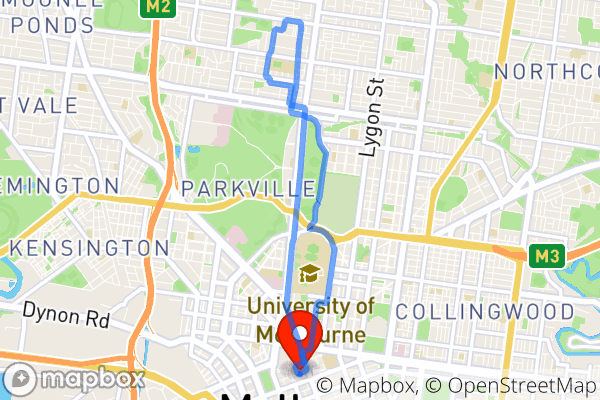 MOONEE
PONDS
M2
NORTHCO
T VALE
Lygon St
EMINGTON
PARKVILLE
KENSINGTON
M3
Dynon Rd
University of
Melbourne
COLLINGWOOD
mapbox
© Mapbox, © OpenStreetMap